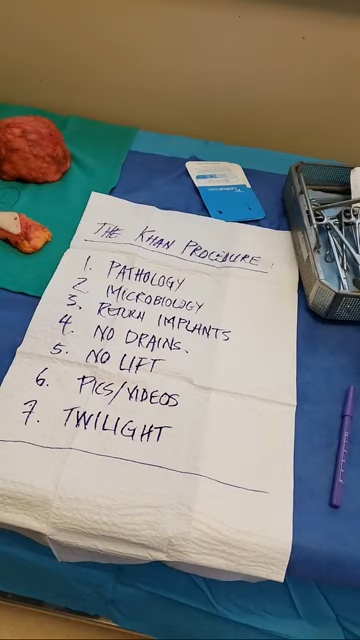 THE KHAN PROCEDURE:
1. PATHOLOGY
2. MICROBIOLOGY
3. RETURN IMPLANTS
4. NO DRAINS.
5. NO LIFT
6. PICS/VIDEOS
7. TWILIGHT